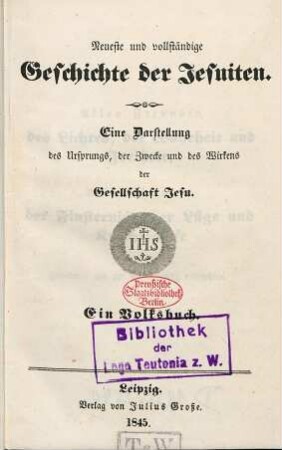 Neueste und vollständige
Geschichte der Jesuiten.
Eine Darstellung
des Ursprungs, der Zwecke und des Wirkens
der
Gesellschaft Jesu.
IHS
Preußische
Staatsbibliothek
Berlin
Ein Volksbuch.
Bibliothek
der
Loge Teutonia z. W.
Leipzig.
Verlag von Julius Große.
1845.
T z W